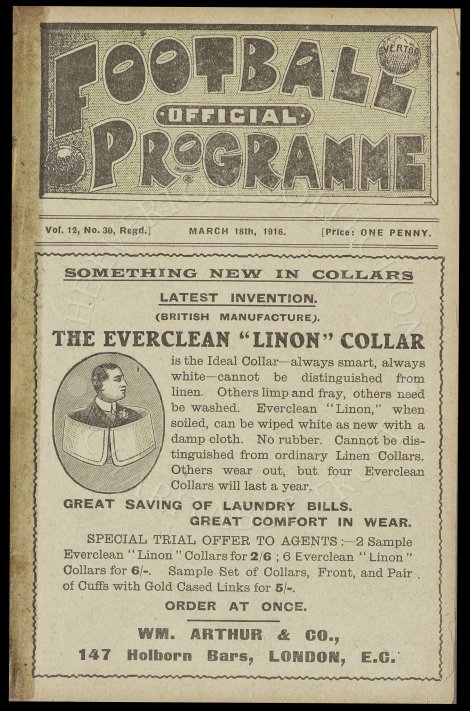 FOOTBALL
EVERTON
OFFICIAL
PROGRAMME
Vol. 12, No. 30, Regd.] MARCH 18th, 1916. [Price: ONE PENNY.
SOMETHING NEW IN COLLARS
LATEST INVENTION.
(BRITISH MANUFACTURE).
THE EVERCLEAN "LINON" COLLAR
is the Ideal Collar—always smart, always
white—cannot be distinguished from
linen. Others limp and fray, others need
be washed. Everclean "Linon," when
soiled, can be wiped white as new with a
damp cloth. No rubber. Cannot be dis-
tinguished from ordinary Linen Collars.
Others wear out, but four Everclean
Collars will last a year.
GREAT SAVING OF LAUNDRY BILLS.
GREAT COMFORT IN WEAR.
SPECIAL TRIAL OFFER TO AGENTS:—2 Sample
Everclean "Linon" Collars for 2/6; 6 Everclean "Linon"
Collars for 6/-. Sample Set of Collars, Front, and Pair
of Cuffs with Gold Cased Links for 5/-.
ORDER AT ONCE.
WM. ARTHUR & CO.,
147 Holborn Bars, LONDON, E.C.